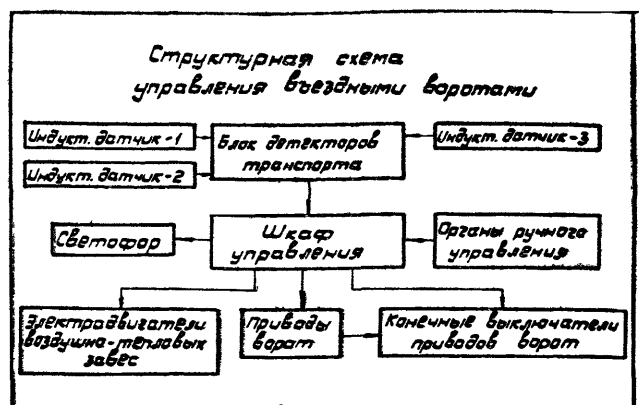 Структурная схема
управления въездными воротами
Индукт. датчик-1
Блок детекторов
транспорта
Индукт. датчик-3
Индукт. датчик-2
Светофор
Шкаф
управления
Органы ручного
управления
Электродвигатели
воздушно-тепловых
завес
Приводы
ворот
Конечные выключатели
приводов ворот